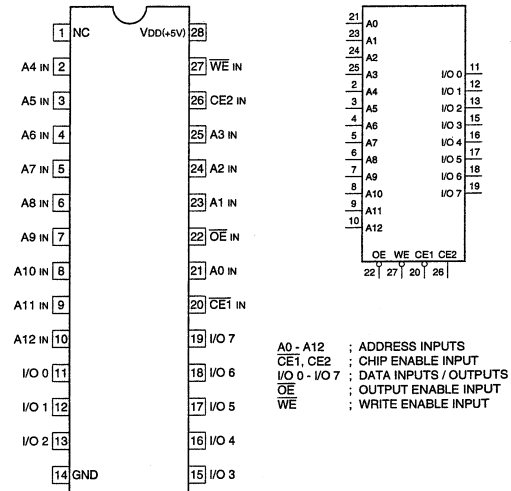 1 NC VDD(+5V) 28
A4 IN 2 27 WE IN
A5 IN 3 26 CE2 IN
A6 IN 4 25 A3 IN
A7 IN 5 24 A2 IN
A8 IN 6 23 A1 IN
A9 IN 7 22 OE IN
A10 IN 8 21 A0 IN
A11 IN 9 20 CE1 IN
A12 IN 10 19 I/O 7
I/O 0 11 18 I/O 6
I/O 1 12 17 I/O 5
I/O 2 13 16 I/O 4
14 GND 15 I/O 3
21 A0
23 A1
24 A2
25 A3 I/O 0 11
2 A4 I/O 1 12
3 A5 I/O 2 13
4 A6 I/O 3 15
5 A7 I/O 4 16
6 A8 I/O 5 17
7 A9 I/O 6 18
8 A10 I/O 7 19
9 A11
10 A12
OE WE CE1 CE2
22 27 20 26
A0 - A12 ; ADDRESS INPUTS
CE1, CE2 ; CHIP ENABLE INPUT
I/O 0 - I/O 7 ; DATA INPUTS / OUTPUTS
OE ; OUTPUT ENABLE INPUT
WE ; WRITE ENABLE INPUT